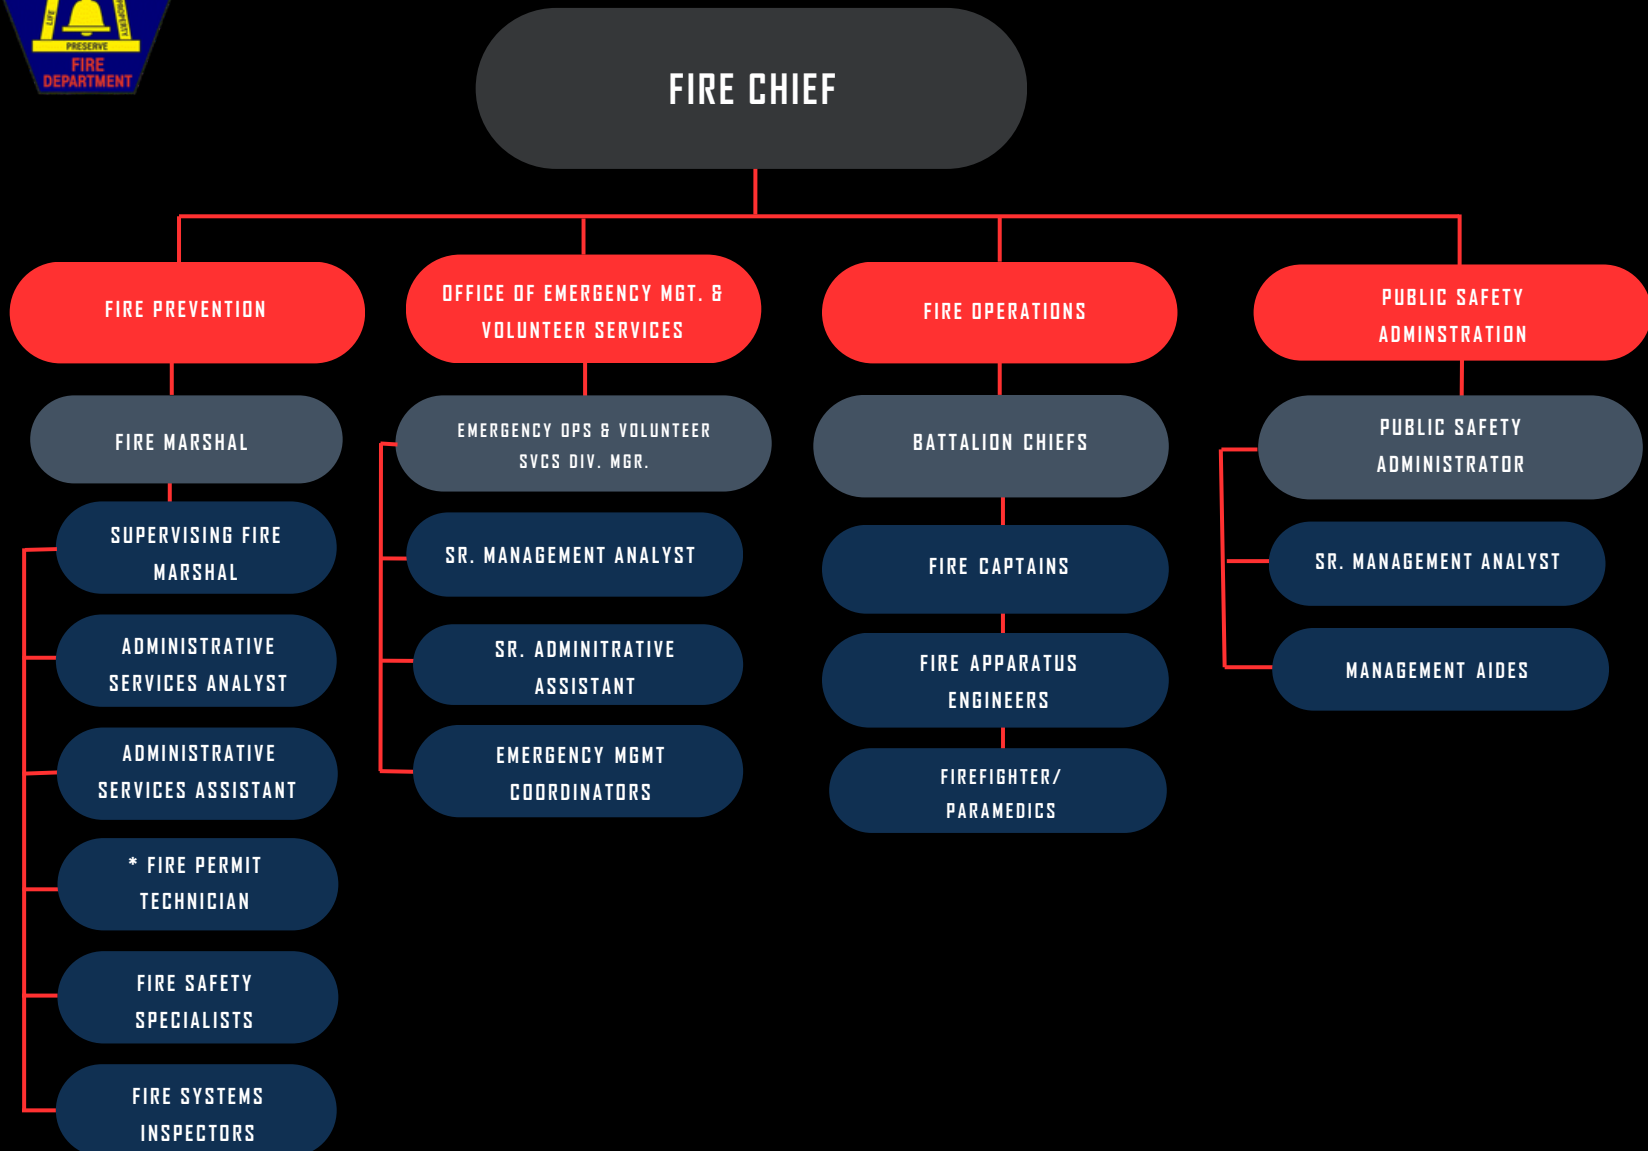 LIFE
PROPERTY
PRESERVE
FIRE
DEPARTMENT
FIRE CHIEF
FIRE PREVENTION
OFFICE OF EMERGENCY MGT. &
VOLUNTEER SERVICES
FIRE OPERATIONS
PUBLIC SAFETY
ADMINSTRATION
FIRE MARSHAL
EMERGENCY OPS & VOLUNTEER
SVCS DIV. MGR.
BATTALION CHIEFS
PUBLIC SAFETY
ADMINISTRATOR
SUPERVISING FIRE
MARSHAL
ADMINISTRATIVE
SERVICES ANALYST
ADMINISTRATIVE
SERVICES ASSISTANT
* FIRE PERMIT
TECHNICIAN
FIRE SAFETY
SPECIALISTS
FIRE SYSTEMS
INSPECTORS
SR. MANAGEMENT ANALYST
SR. ADMINITRATIVE
ASSISTANT
EMERGENCY MGMT
COORDINATORS
FIRE CAPTAINS
FIRE APPARATUS
ENGINEERS
FIREFIGHTER/
PARAMEDICS
SR. MANAGEMENT ANALYST
MANAGEMENT AIDES